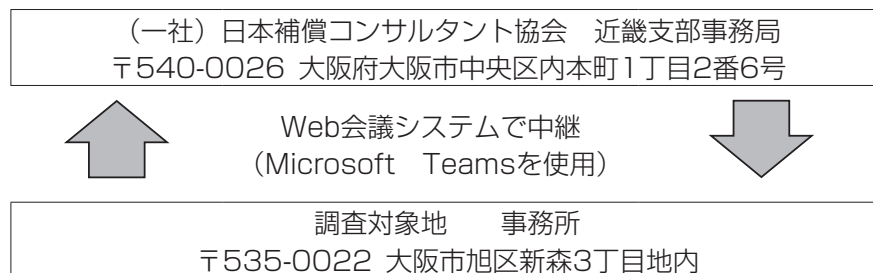 (一社)日本補償コンサルタント協会 近畿支部事務局
〒540-0026 大阪府大阪市中央区内本町1丁目2番6号
Web会議システムで中継
(Microsoft Teamsを使用)
調査対象地 事務所
〒535-0022 大阪市旭区新森3丁目地内